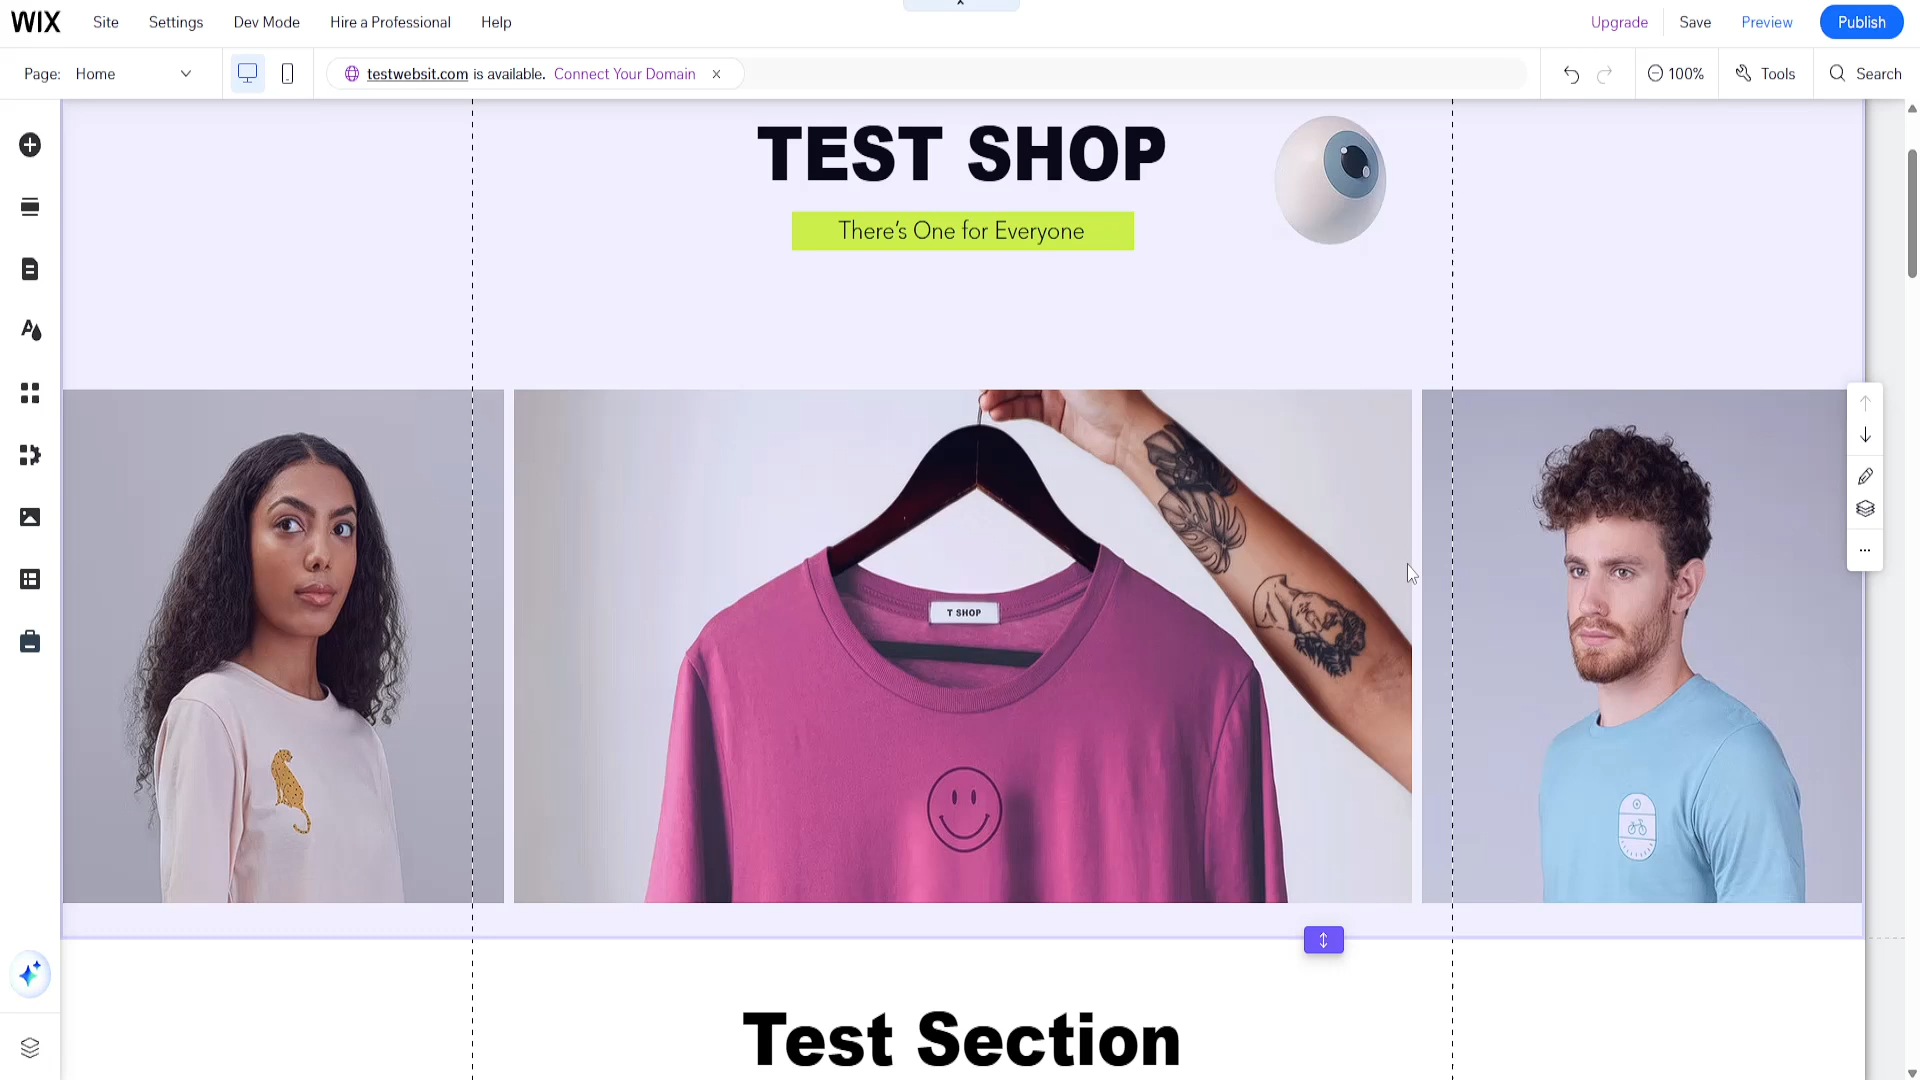 WIX Site Settings Dev Mode Hire a Professional Help Upgrade Save Preview Publish
Page: Home testwebsit.com is available. Connect Your Domain 100% Tools Search
TEST SHOP
There's One for Everyone
T SHOP
Test Section